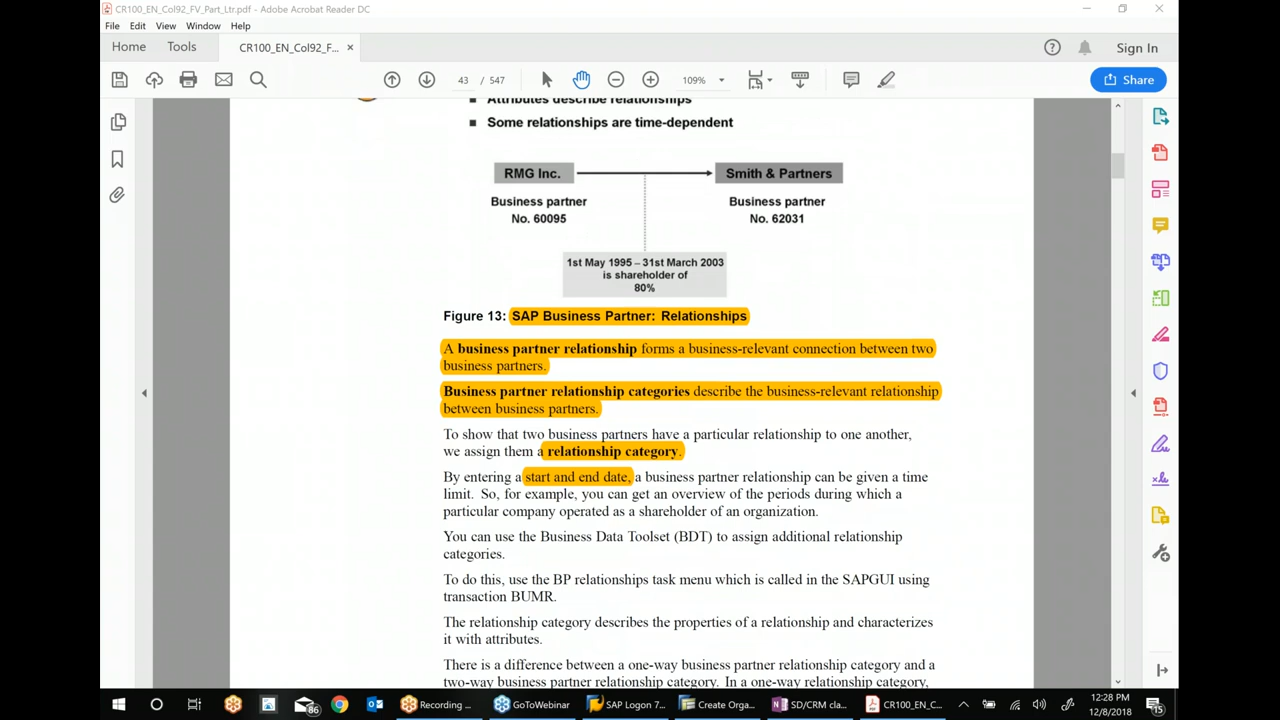 CR100_EN_Col92_FV_Part_Ltr.pdf - Adobe Acrobat Reader DC
File Edit View Window Help
Home Tools CR100_EN_Col92_F... × Sign In
43 / 547 109% Share
Attributes describe relationships
Some relationships are time-dependent
RMG Inc. Smith & Partners
Business partner Business partner
No. 60095 No. 62031
1st May 1995 – 31st March 2003
is shareholder of
80%
Figure 13: SAP Business Partner: Relationships
A business partner relationship forms a business-relevant connection between two
business partners.
Business partner relationship categories describe the business-relevant relationship
between business partners.
To show that two business partners have a particular relationship to one another,
we assign them a relationship category.
By entering a start and end date, a business partner relationship can be given a time
limit. So, for example, you can get an overview of the periods during which a
particular company operated as a shareholder of an organization.
You can use the Business Data Toolset (BDT) to assign additional relationship
categories.
To do this, use the BP relationships task menu which is called in the SAPGUI using
transaction BUMR.
The relationship category describes the properties of a relationship and characterizes
it with attributes.
There is a difference between a one-way business partner relationship category and a
two-way business partner relationship category. In a one-way relationship category,
86 Recording ... GoToWebinar SAP Logon 7... Create Orga... SD/CRM cla... CR100_EN_C... 12:28 PM
12/8/2018 15